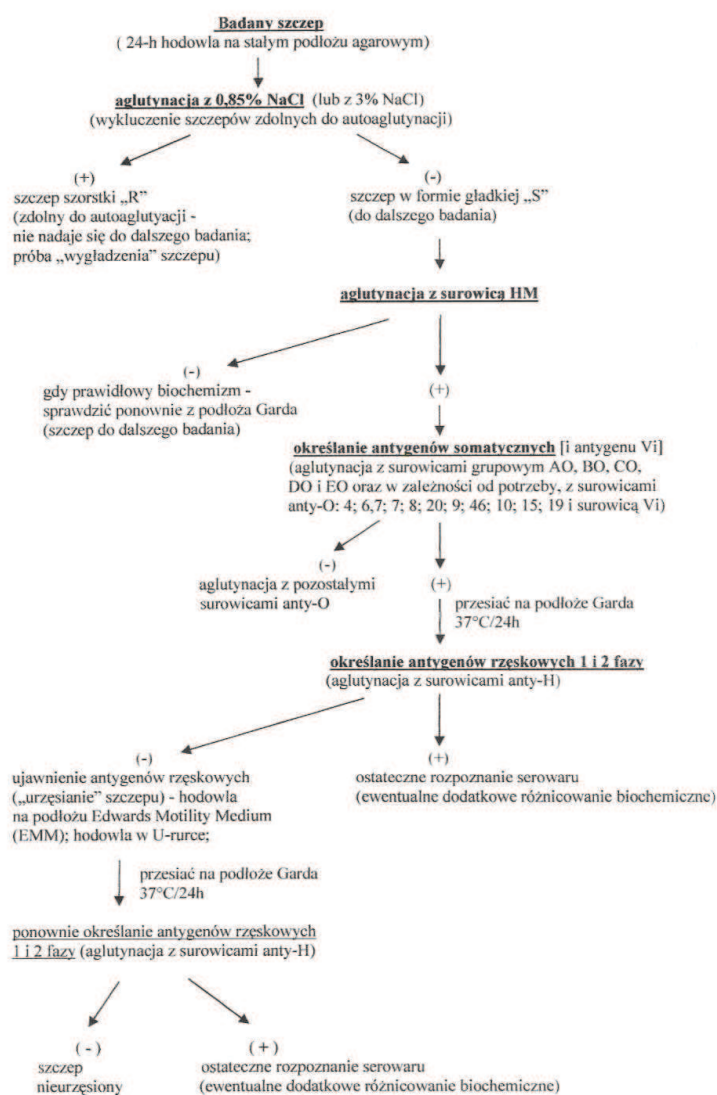 Badany szczep
( 24-h hodowla na stałym podłożu agarowym)
aglutynacja z 0,85% NaCl (lub z 3% NaCl)
(wykluczenie szczepów zdolnych do autoaglutynacji)
(+)
szczep szorstki „R”
(zdolny do autoaglutyacji -
nie nadaje się do dalszego badania;
próba „wygładzenia” szczepu)
(-)
szczep w formie gładkiej „S”
(do dalszego badania)
aglutynacja z surowicą HM
(-)
gdy prawidłowy biochemizm -
sprawdzić ponownie z podłoża Garda
(szczep do dalszego badania)
(+)
określanie antygenów somatycznych [i antygenu Vi]
(aglutynacja z surowicami grupowym AO, BO, CO,
DO i EO oraz w zależności od potrzeby, z surowicami
anty-O: 4; 6,7; 7; 8; 20; 9; 46; 10; 15; 19 i surowicą Vi)
(-)
aglutynacja z pozostałymi
surowicami anty-O
(+)
przesiać na podłoże Garda
37°C/24h
określanie antygenów rzęskowych 1 i 2 fazy
(aglutynacja z surowicami anty-H)
(-)
ujawnienie antygenów rzęskowych
(„urzęsianie” szczepu) - hodowla
na podłożu Edwards Motility Medium
(EMM); hodowla w U-rurce;
(+)
ostateczne rozpoznanie serowaru
(ewentualne dodatkowe różnicowanie biochemiczne)
przesiać na podłoże Garda
37°C/24h
ponownie określanie antygenów rzęskowych
1 i 2 fazy (aglutynacja z surowicami anty-H)
( - )
szczep
nieurzęsiony
( + )
ostateczne rozpoznanie serowaru
(ewentualne dodatkowe różnicowanie biochemiczne)